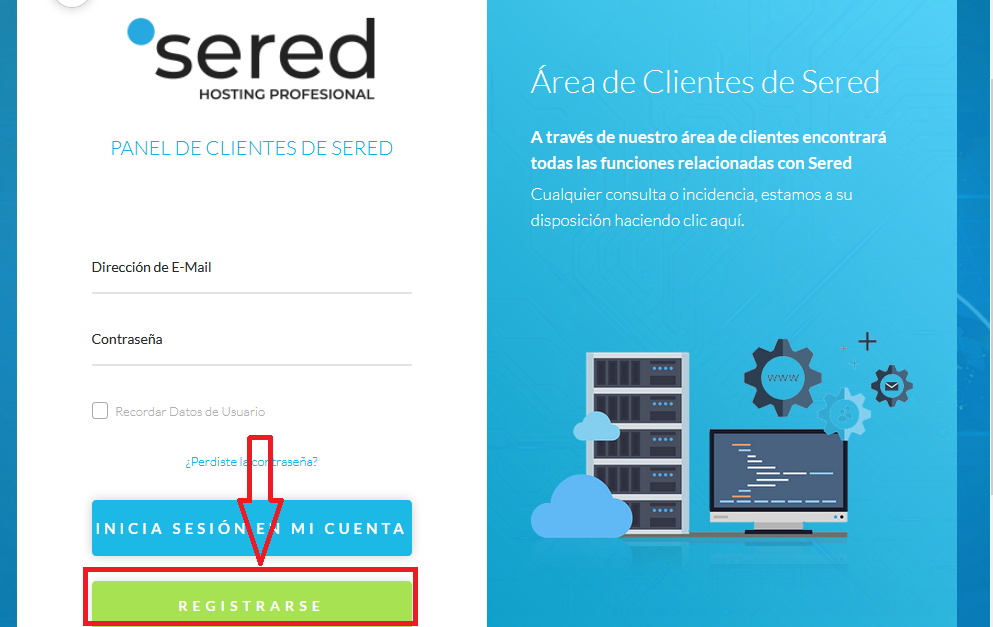 sered
HOSTING PROFESIONAL
PANEL DE CLIENTES DE SERED
Dirección de E-Mail
Contraseña
Recordar Datos de Usuario
¿Perdiste la contraseña?
INICIA SESIÓN EN MI CUENTA
REGISTRARSE
Área de Clientes de Sered
A través de nuestro área de clientes encontrará
todas las funciones relacionadas con Sered
Cualquier consulta o incidencia, estamos a su
disposición haciendo clic aquí.
WWW